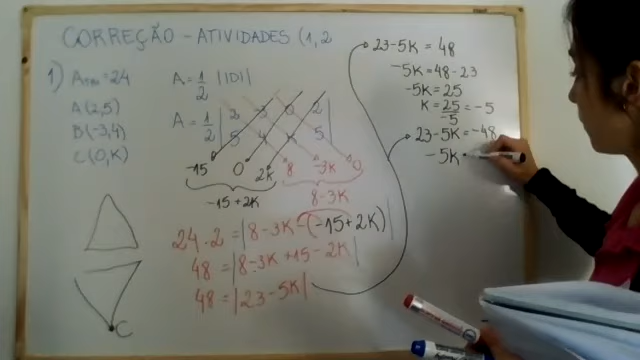 CORREÇÃO - ATIVIDADES (1,2
1) AABC = 24
A(2,5)
B(-3,4)
C(0,K)
A = 1/2 |IDI|
A = 1/2 | 2 -3 0 2 |
5 4 K 5
-15 0 2K 8 -3K 0
-15+2K 8-3K
24·2 = |8-3K-(-15+2K)|
48 = |8-3K+15-2K|
48 = |23-5K|
C
23-5K = 48
-5K = 48-23
-5K = 25
K = 25/-5 = -5
23-5K = -48
-5K